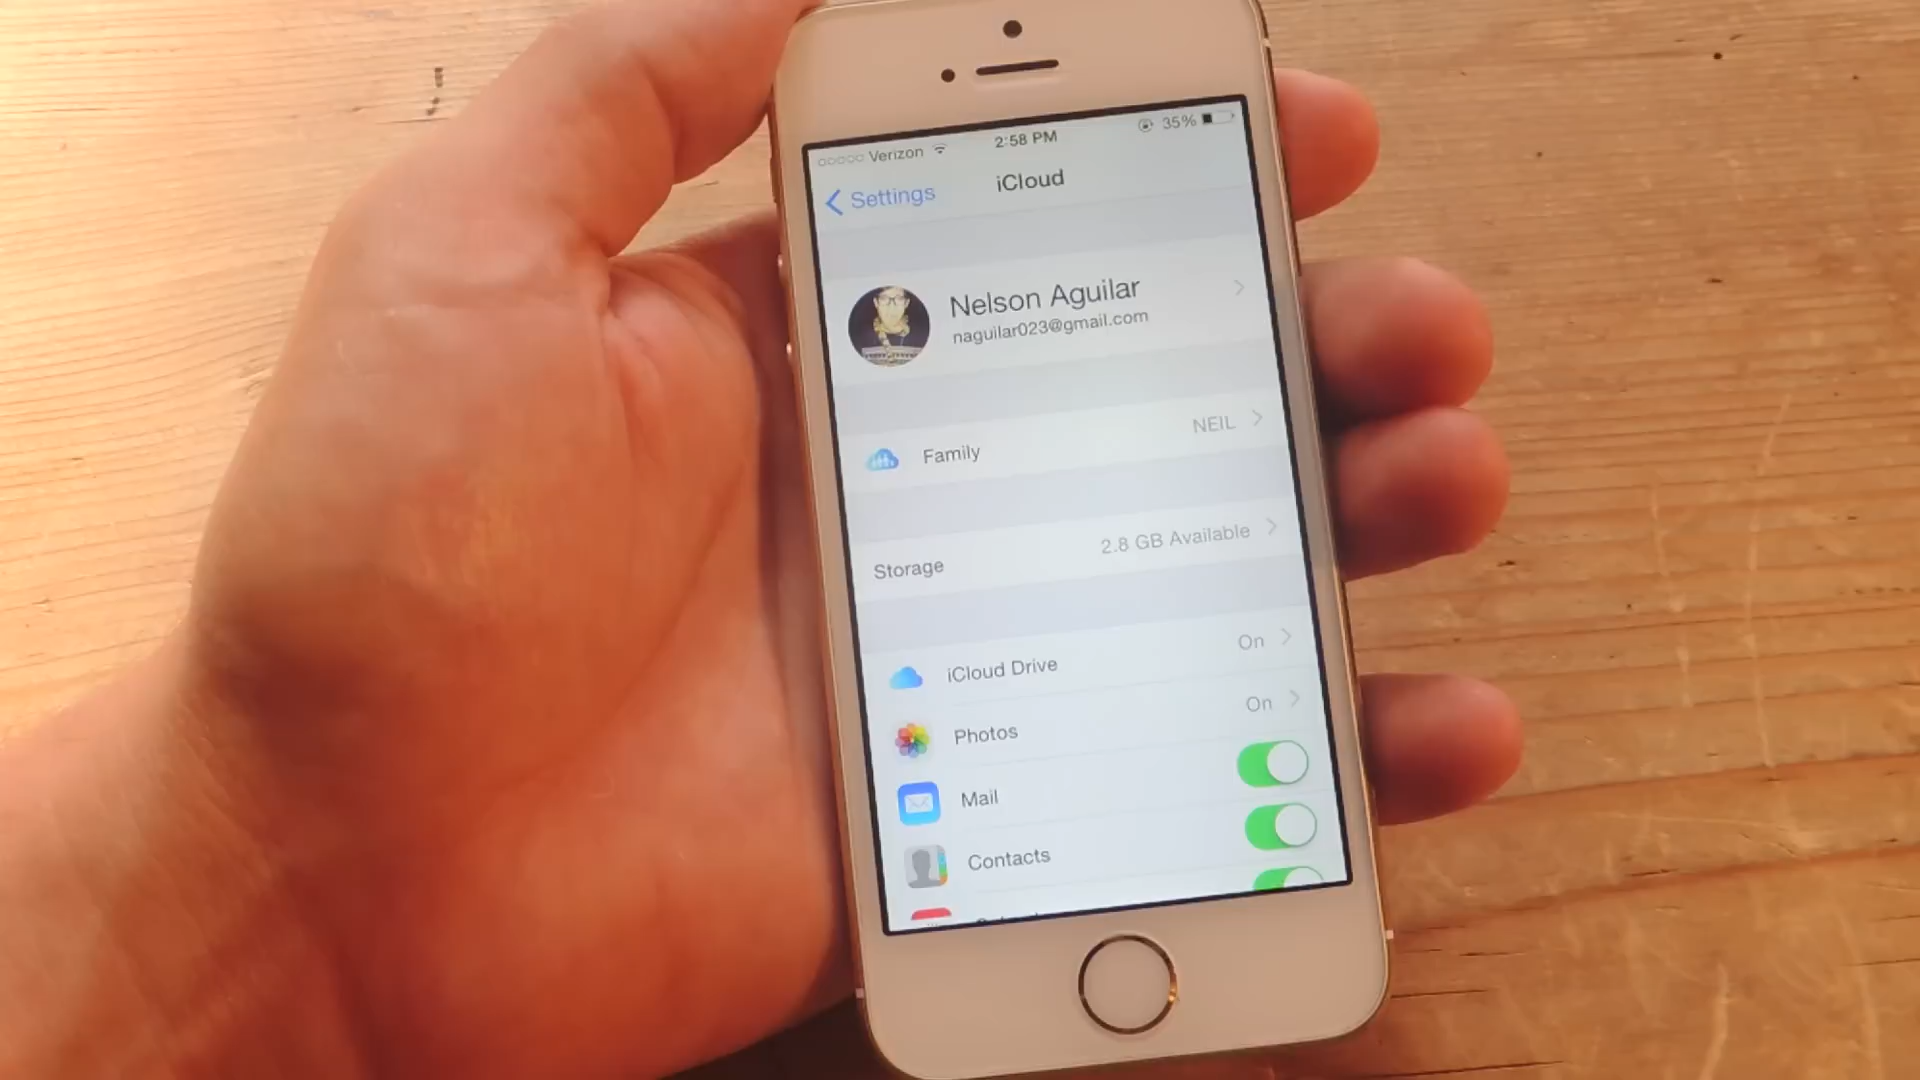 Verizon 2:58 PM 35%
Settings iCloud
Nelson Aguilar
naguilar023@gmail.com
Family NEIL
Storage 2.8 GB Available
iCloud Drive On
Photos On
Mail
Contacts